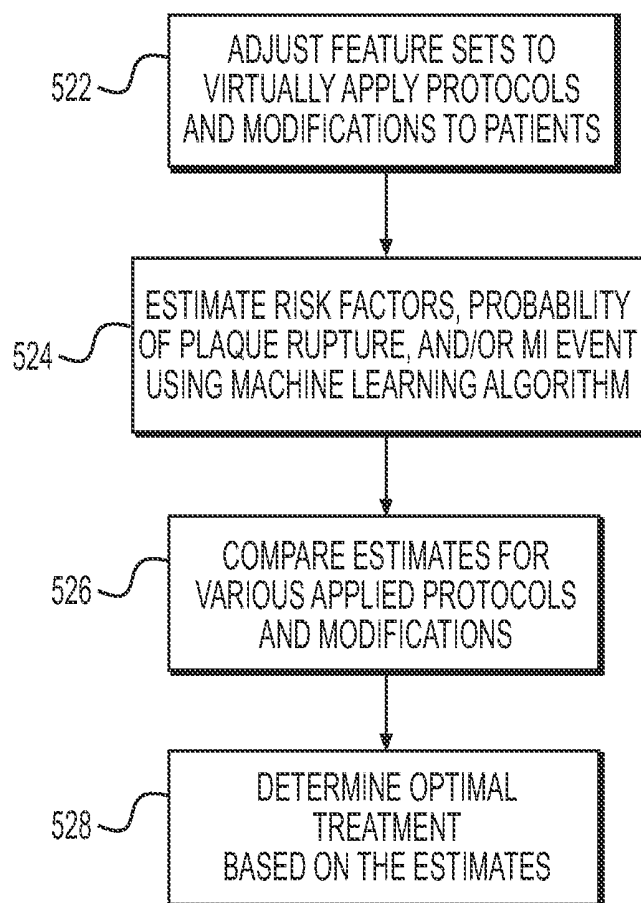 522
ADJUST FEATURE SETS TO
VIRTUALLY APPLY PROTOCOLS
AND MODIFICATIONS TO PATIENTS
524
ESTIMATE RISK FACTORS, PROBABILITY
OF PLAQUE RUPTURE, AND/OR MI EVENT
USING MACHINE LEARNING ALGORITHM
526
COMPARE ESTIMATES FOR
VARIOUS APPLIED PROTOCOLS
AND MODIFICATIONS
528
DETERMINE OPTIMAL
TREATMENT
BASED ON THE ESTIMATES